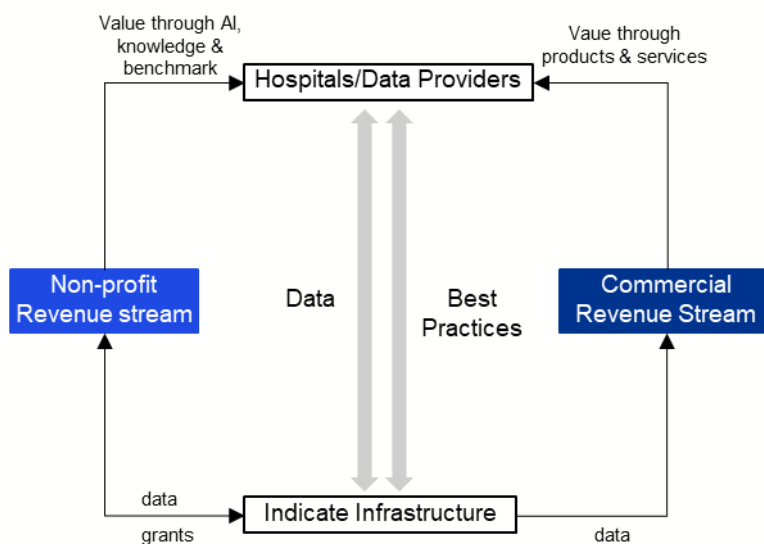 Value through AI,
knowledge &
benchmark
Vaue through
products & services
Hospitals/Data Providers
Non-profit
Revenue stream
Data
Best
Practices
Commercial
Revenue Stream
data
grants
Indicate Infrastructure
data